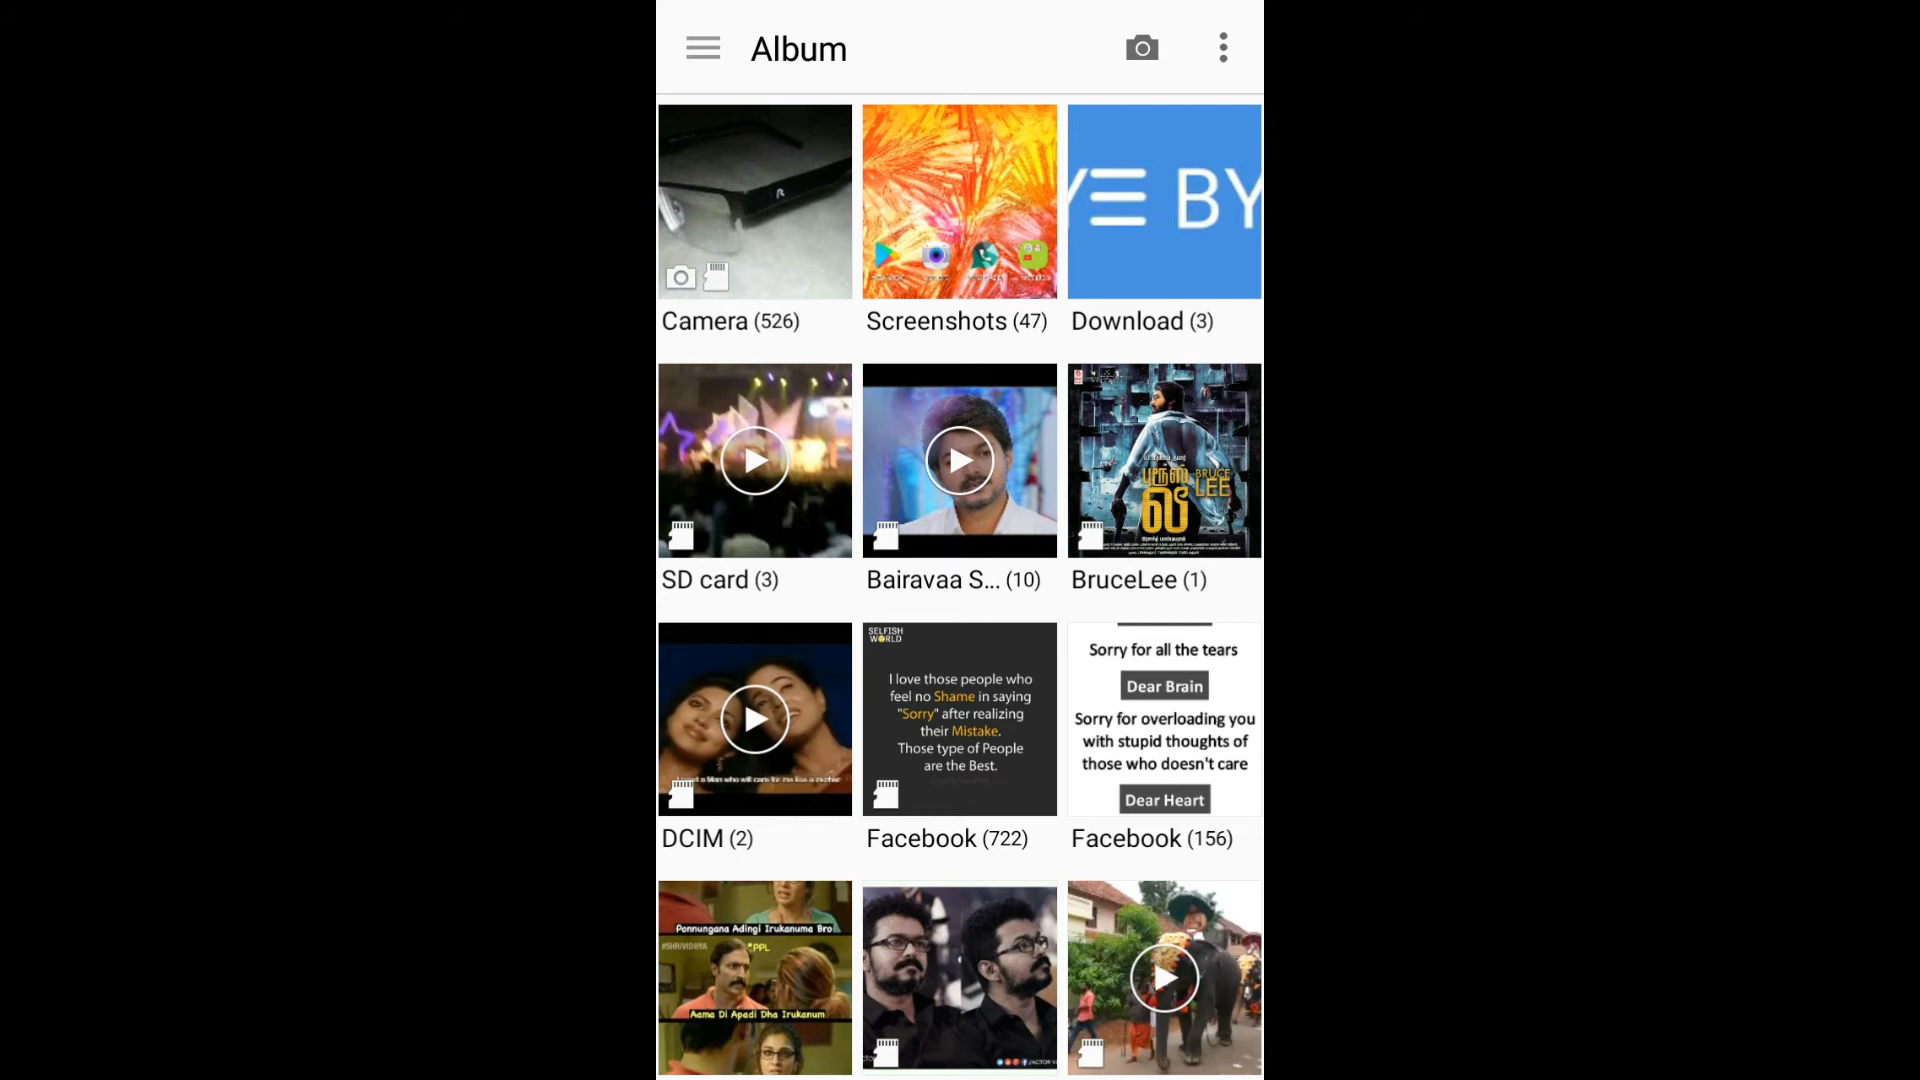 Album
YE BY
Camera (526)
Screenshots (47)
Download (3)
புரூஸ் BRUCE
லீ LEE
SD card (3)
Bairavaa S... (10)
BruceLee (1)
SELFISH
WORLD
I love those people who
feel no Shame in saying
"Sorry" after realizing
their Mistake.
Those type of People
are the Best.
Sorry for all the tears
Dear Brain
Sorry for overloading you
with stupid thoughts of
those who doesn't care
Dear Heart
DCIM (2)
Facebook (722)
Facebook (156)
Ponnungana Adingi Irukanuma Bro
#SHRIVIDHYA
PPL
Aama Di Apadi Dha Irukanum